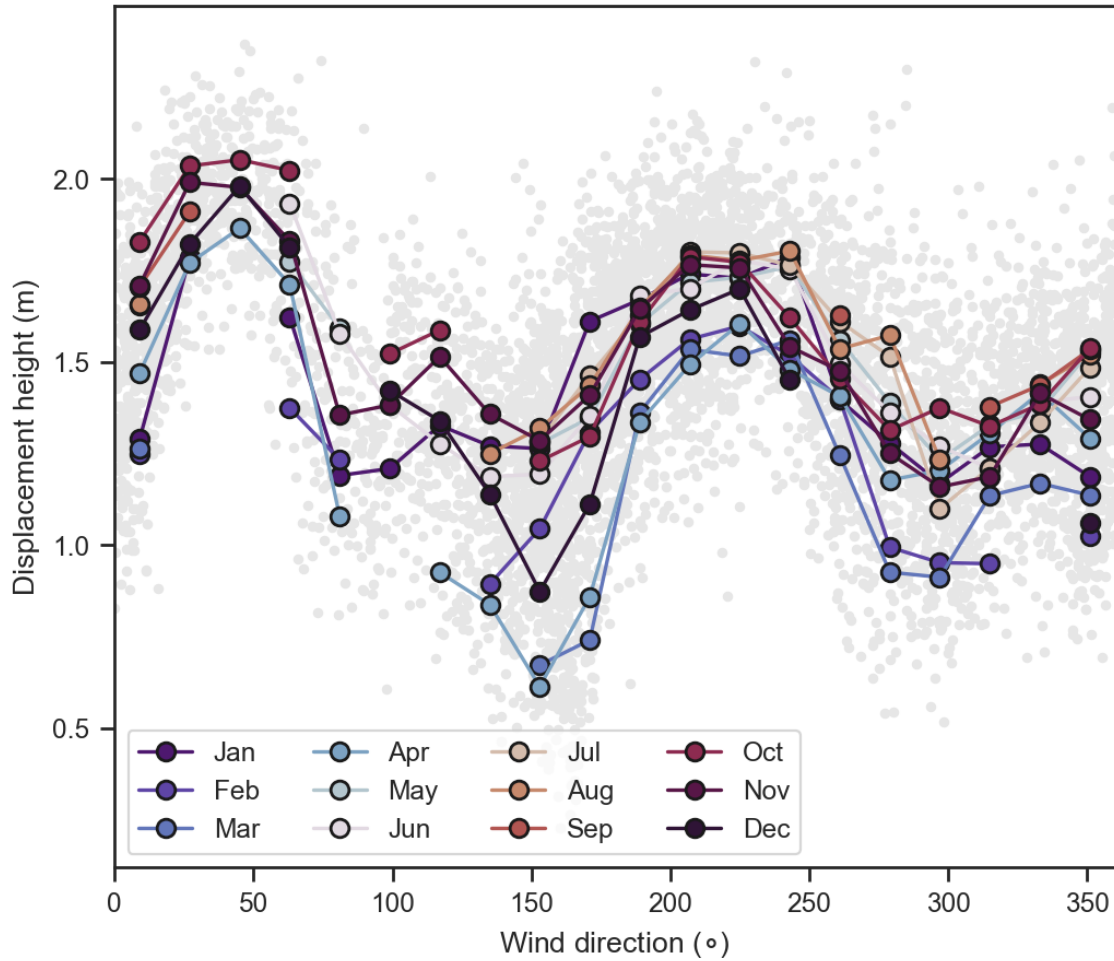 Displacement height (m)
2.0
1.5
1.0
0.5
Jan Apr Jul Oct
Feb May Aug Nov
Mar Jun Sep Dec
0 50 100 150 200 250 300 350
Wind direction (∘)